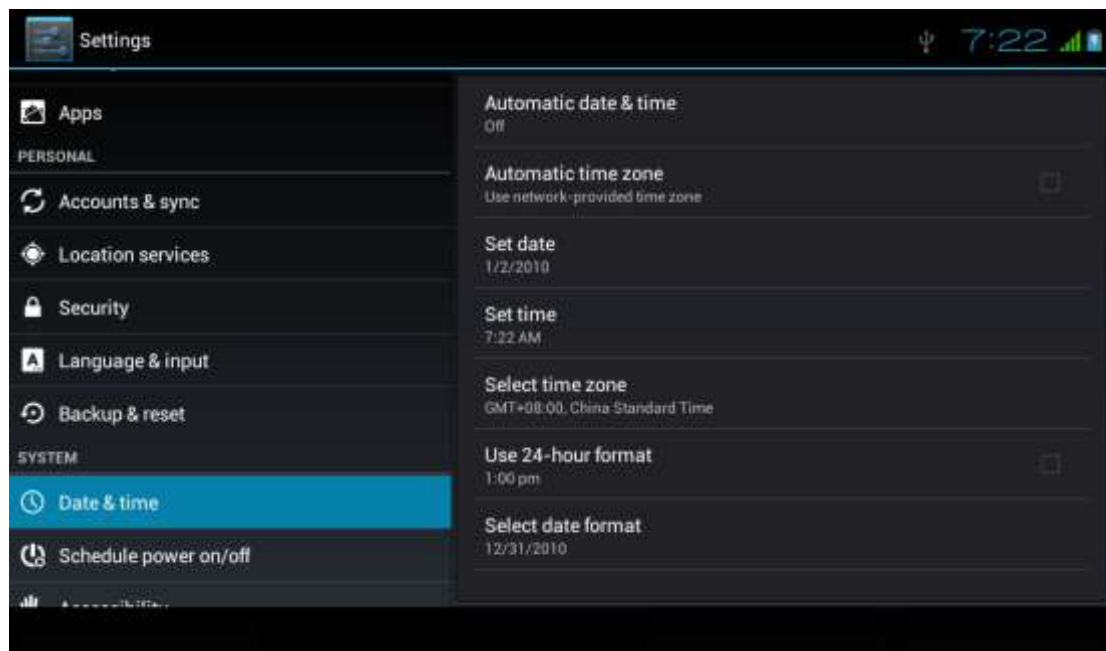 Settings
7:22
Apps
PERSONAL
Accounts & sync
Location services
Security
Language & input
Backup & reset
SYSTEM
Date & time
Schedule power on/off
Automatic date & time
Off
Automatic time zone
Use network-provided time zone
Set date
1/2/2010
Set time
7:22 AM
Select time zone
GMT+08:00, China Standard Time
Use 24-hour format
1:00 pm
Select date format
12/31/2010